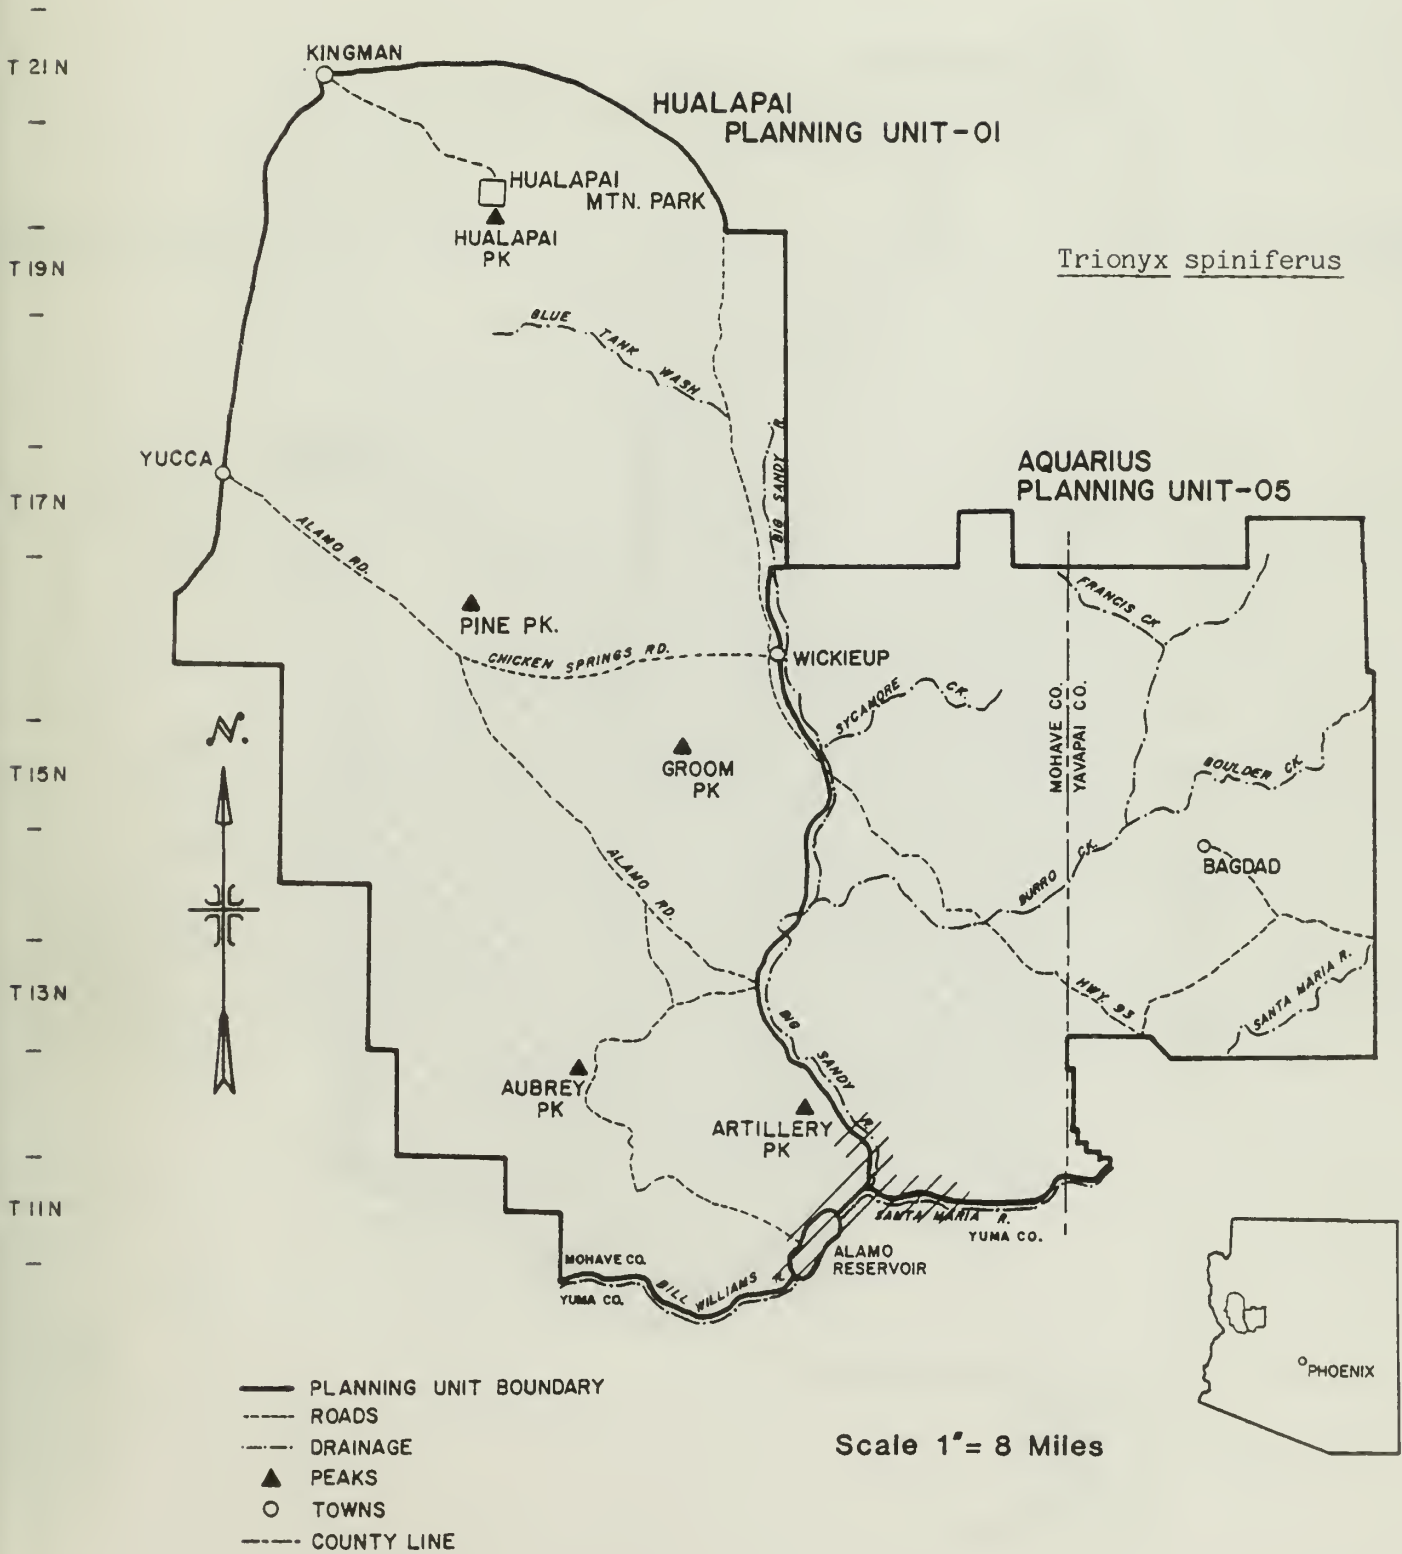 T 21 N
KINGMAN
HUALAPAI
PLANNING UNIT-01
HUALAPAI
MTN. PARK
HUALAPAI
PK
T 19 N
Trionyx spiniferus
BLUE TANK WASH
BIG SANDY R.
YUCCA
AQUARIUS
PLANNING UNIT-05
T 17 N
ALAMO RD.
FRANCIS CK
PINE PK.
CHICKEN SPRINGS RD.
WICKIEUP
SYCAMORE CK.
MOHAVE CO.
YAVAPAI CO.
N.
T 15 N
GROOM
PK
BOULDER CK.
ALAMO RD.
BURRO CK.
BAGDAD
T 13 N
HWY. 93
SANTA MARIA R.
BIG SANDY R.
AUBREY
PK
ARTILLERY
PK
T 11 N
SANTA MARIA R.
YUMA CO.
MOHAVE CO.
YUMA CO.
BILL WILLIAMS R.
ALAMO
RESERVOIR
PHOENIX
PLANNING UNIT BOUNDARY
ROADS
DRAINAGE
PEAKS
TOWNS
COUNTY LINE
Scale 1" = 8 Miles